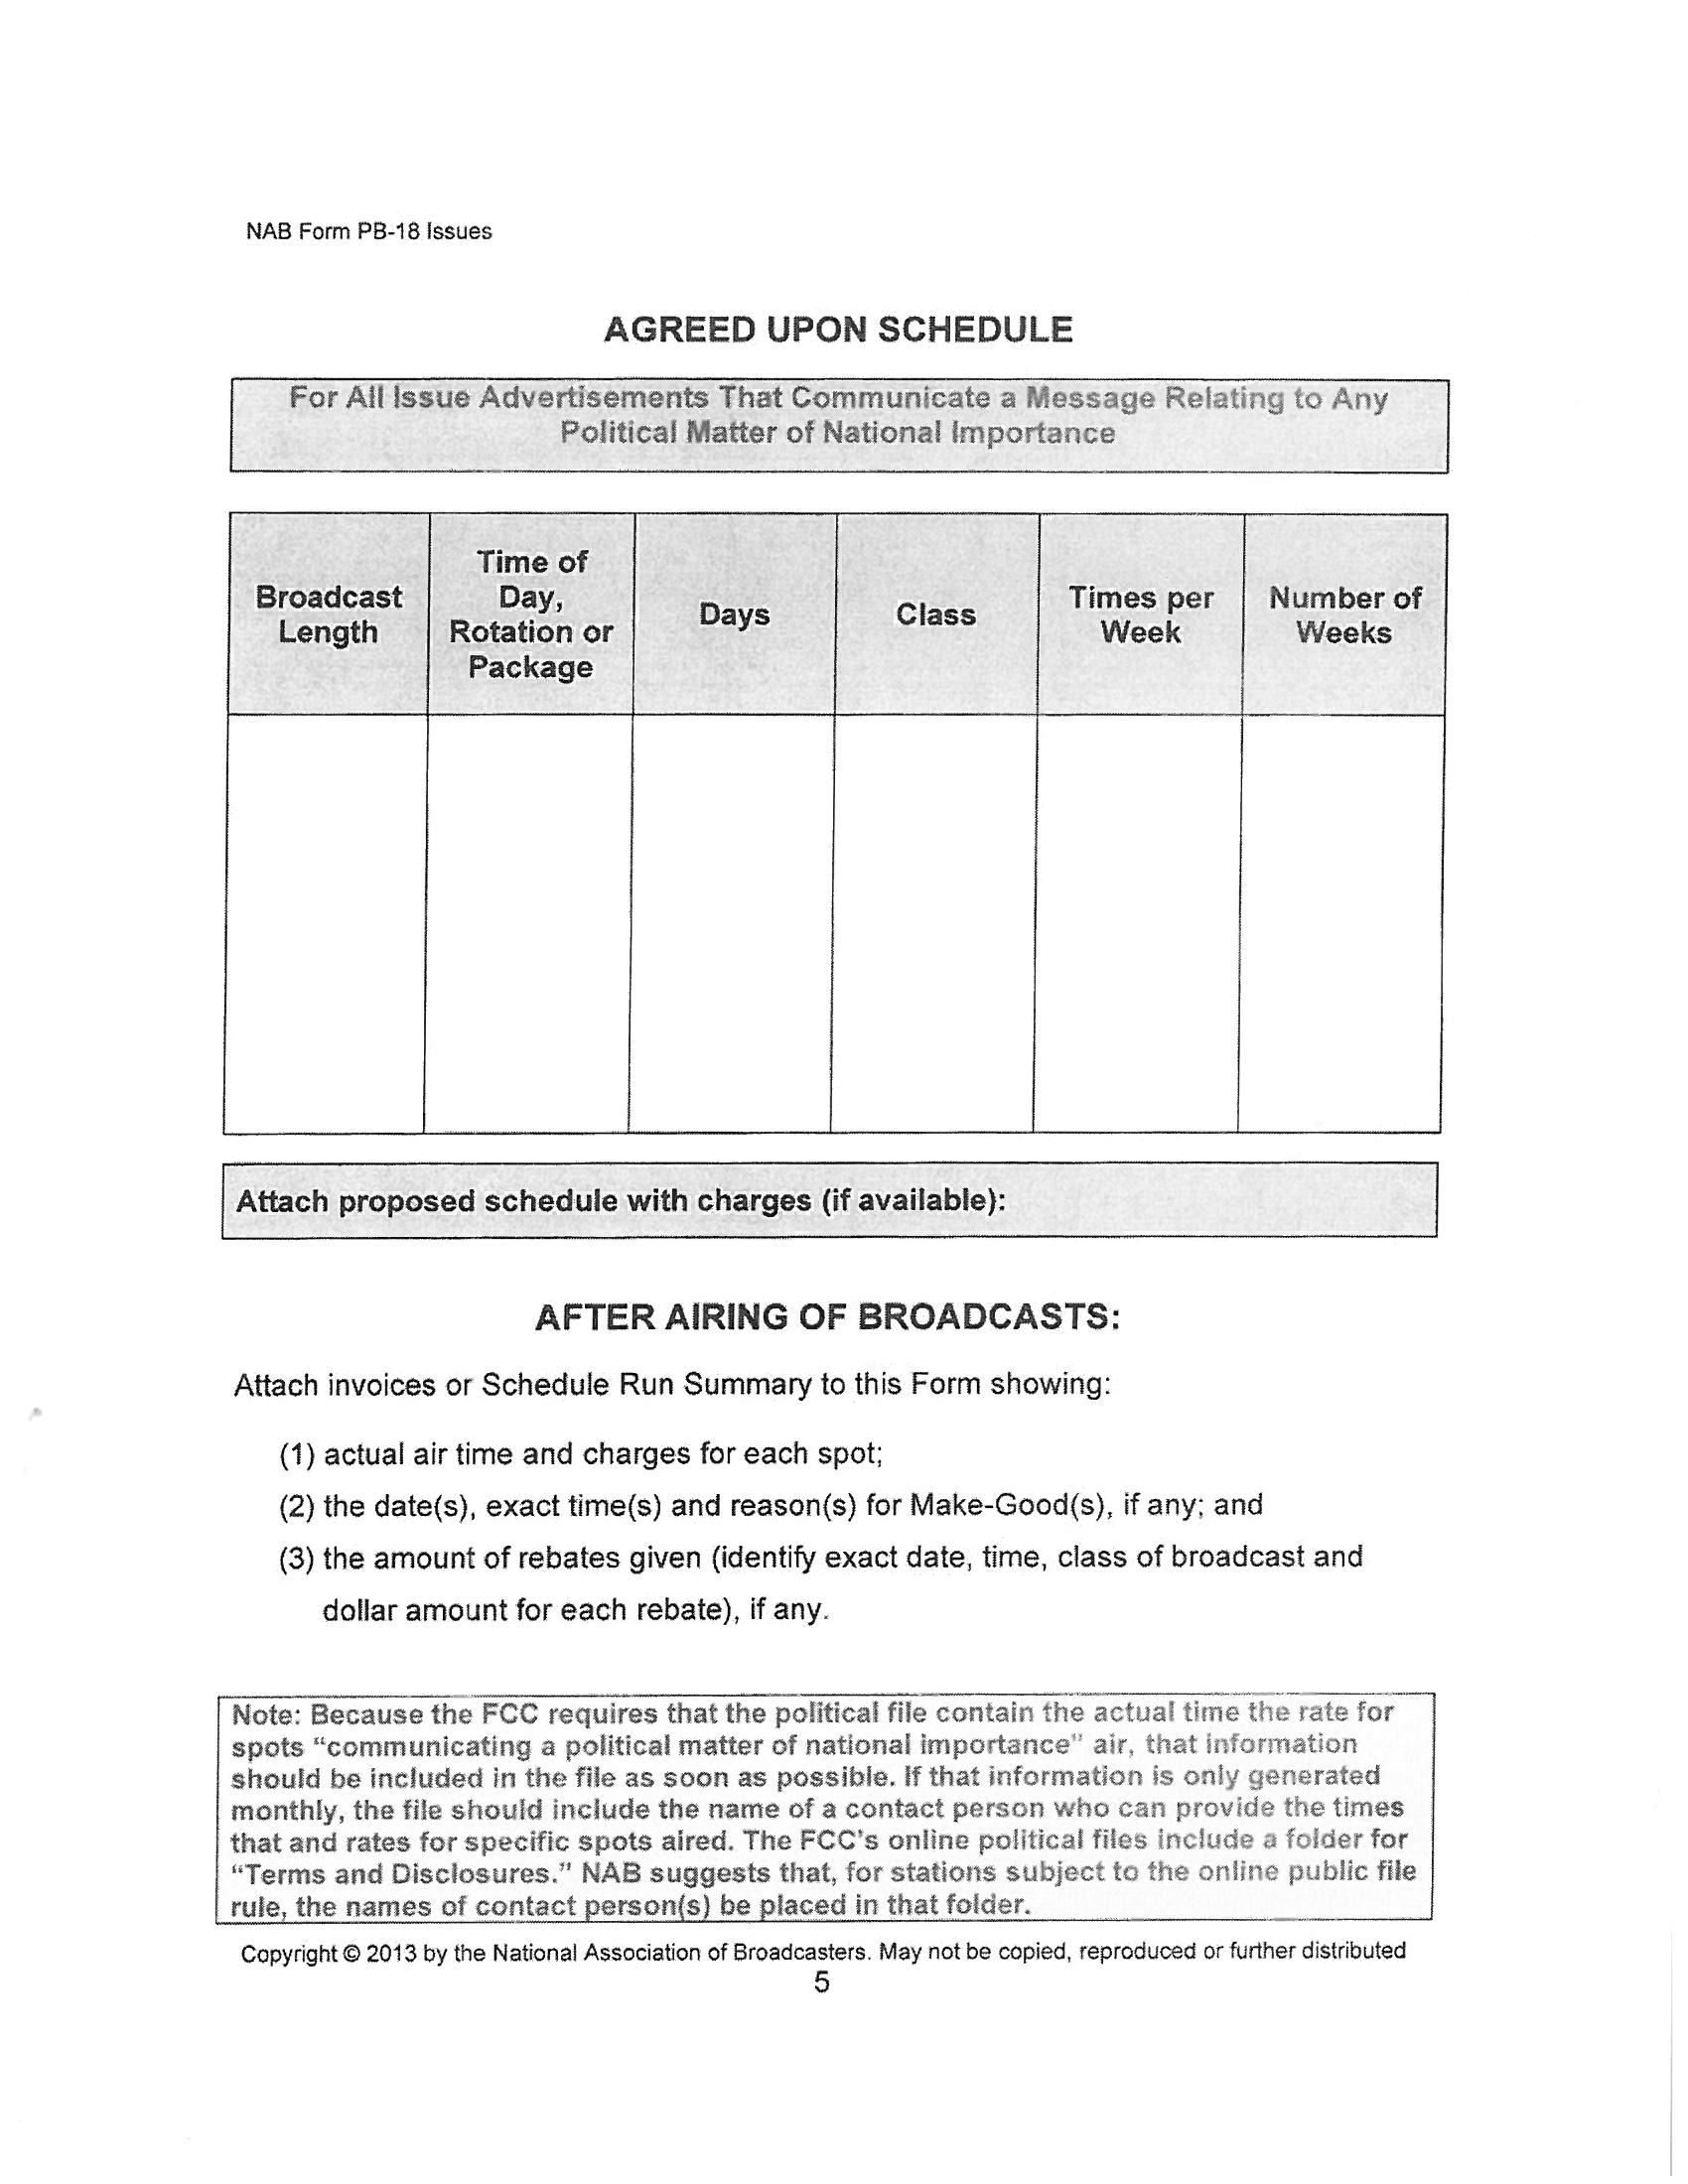 NAB Form PB-18 Issues
AGREED UPON SCHEDULE
For All Issue Advertisements That Communicate a Message Relating to Any
Political Matter of National Importance
Broadcast
Length
Time of
Day,
Rotation or
Package
Days
Class
Times per
Week
Number of
Weeks
Attach proposed schedule with charges (if available):
AFTER AIRING OF BROADCASTS:
Attach invoices or Schedule Run Summary to this Form showing:
(1) actual air time and charges for each spot;
(2) the date(s), exact time(s) and reason(s) for Make-Good(s), if any; and
(3) the amount of rebates given (identify exact date, time, class of broadcast and
dollar amount for each rebate), if any.
Note: Because the FCC requires that the political file contain the actual time the rate for
spots “communicating a political matter of national importance” air, that information
should be included in the file as soon as possible. If that information is only generated
monthly, the file should include the name of a contact person who can provide the times
that and rates for specific spots aired. The FCC's online political files include a folder for
“Terms and Disclosures.” NAB suggests that, for stations subject to the online public file
rule, the names of contact person(s) be placed in that folder.
Copyright © 2013 by the National Association of Broadcasters. May not be copied, reproduced or further distributed
5